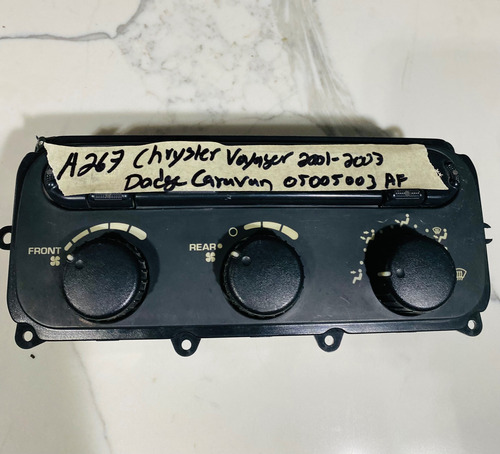 A267 Chrysler Voyager 2001-2003
Dodge Caravan 05005003 AF
FRONT
REAR